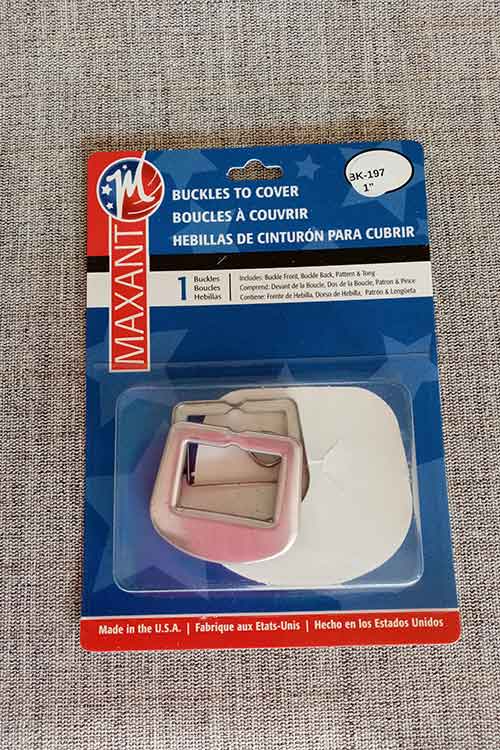 M
MAXANT
BUCKLES TO COVER
BOUCLES À COUVRIR
HEBILLAS DE CINTURÓN PARA CUBRIR
BK-197
1"
1
Buckles
Boucles
Hebillas
Includes: Buckle Front, Buckle Back, Pattern & Tong
Comprend: Devant de la Boucle, Dos de la Boucle, Patron & Pince
Contiene: Frente de Hebilla, Dorso de Hebilla, Patrón & Lengüeta
Made in the U.S.A. | Fabrique aux Etats-Unis | Hecho en los Estados Unidos